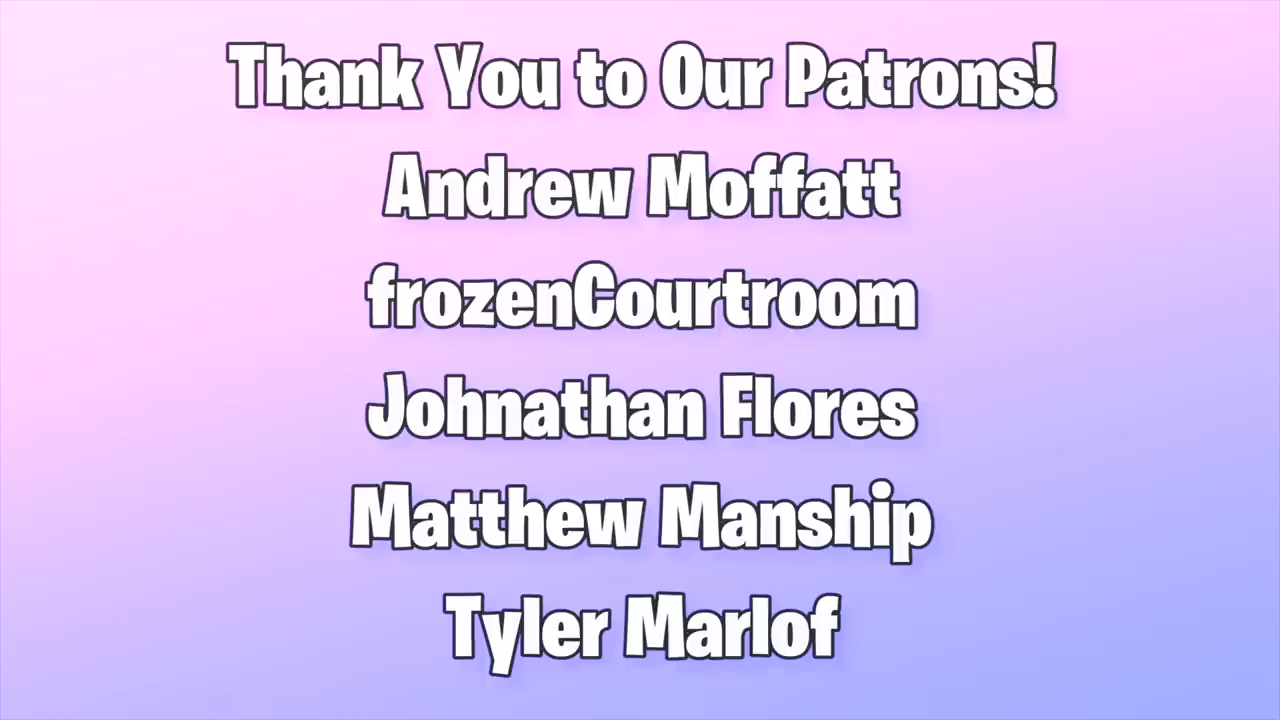 Thank You to Our Patrons!
Andrew Moffatt
frozenCourtroom
Johnathan Flores
Matthew Manship
Tyler Marlof